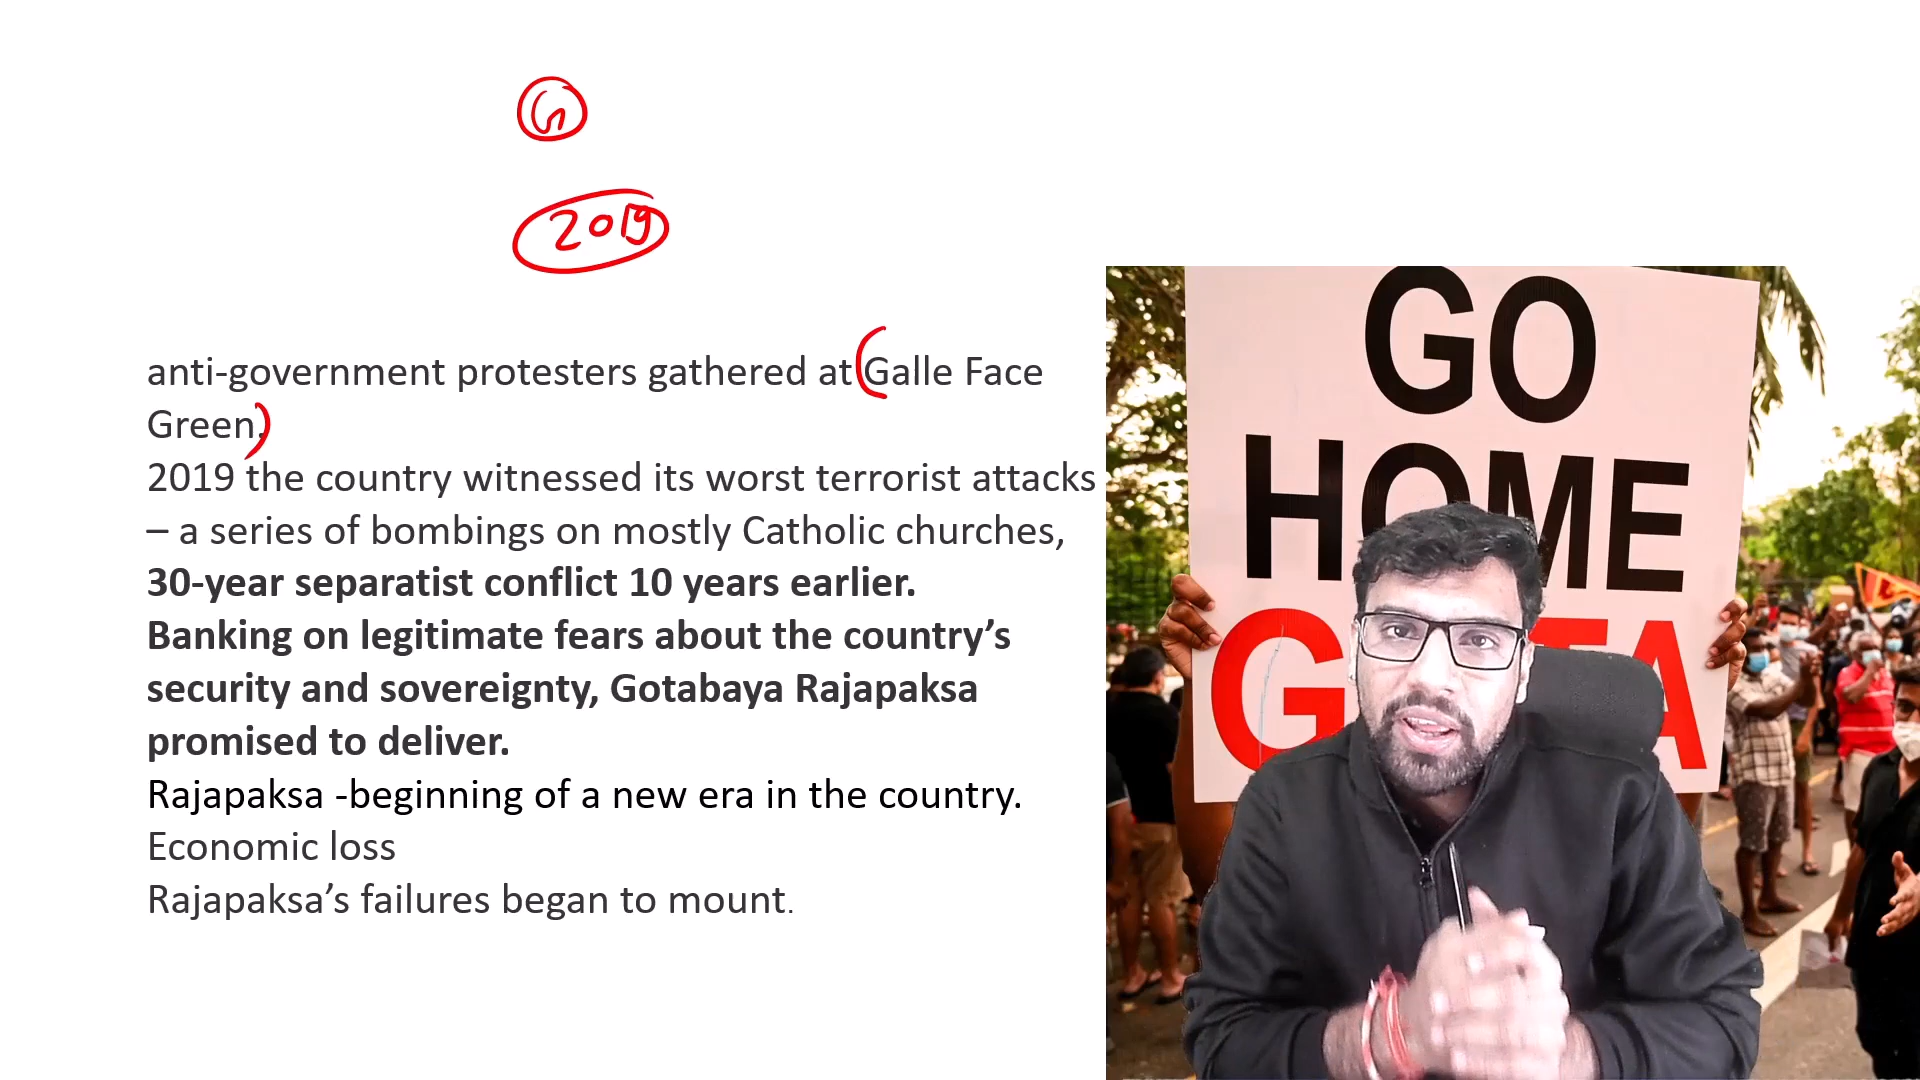 G
2019
anti-government protesters gathered at (Galle Face
Green.)
2019 the country witnessed its worst terrorist attacks
– a series of bombings on mostly Catholic churches,
30-year separatist conflict 10 years earlier.
Banking on legitimate fears about the country’s
security and sovereignty, Gotabaya Rajapaksa
promised to deliver.
Rajapaksa -beginning of a new era in the country.
Economic loss
Rajapaksa’s failures began to mount.
GO
HOME